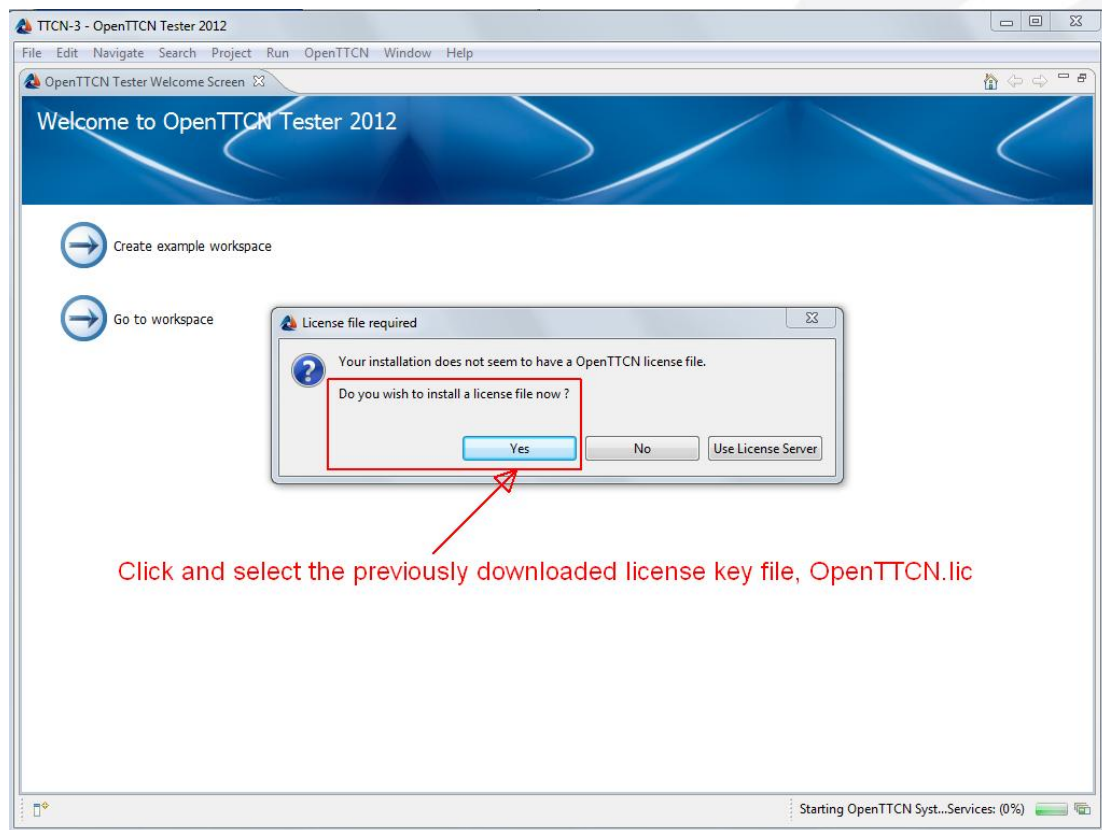 TTCN-3 - OpenTTCN Tester 2012
File Edit Navigate Search Project Run OpenTTCN Window Help
OpenTTCN Tester Welcome Screen
Welcome to OpenTTCN Tester 2012
Create example workspace
Go to workspace
License file required
Your installation does not seem to have a OpenTTCN license file.
Do you wish to install a license file now ?
Yes No Use License Server
Click and select the previously downloaded license key file, OpenTTCN.lic
Starting OpenTTCN Syst...Services: (0%)